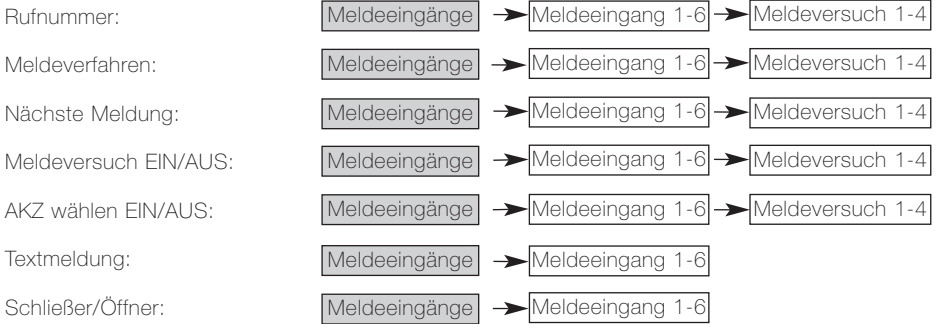 Rufnummer: Meldeeingänge Meldeeingang 1-6 Meldeversuch 1-4
Meldeverfahren: Meldeeingänge Meldeeingang 1-6 Meldeversuch 1-4
Nächste Meldung: Meldeeingänge Meldeeingang 1-6 Meldeversuch 1-4
Meldeversuch EIN/AUS: Meldeeingänge Meldeeingang 1-6 Meldeversuch 1-4
AKZ wählen EIN/AUS: Meldeeingänge Meldeeingang 1-6 Meldeversuch 1-4
Textmeldung: Meldeeingänge Meldeeingang 1-6
Schließer/Öffner: Meldeeingänge Meldeeingang 1-6